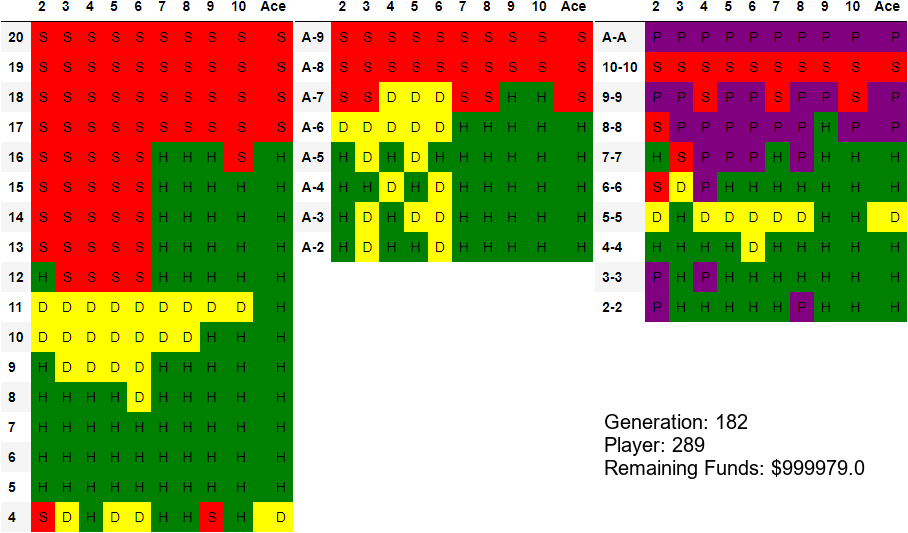 2 3 4 5 6 7 8 9 10 Ace
20 S S S S S S S S S S
19 S S S S S S S S S S
18 S S S S S S S S S S
17 S S S S S S S S S S
16 S S S S S H H H S H
15 S S S S S H H H H H
14 S S S S S H H H H H
13 S S S S S H H H H H
12 H S S S S H H H H H
11 D D D D D D D D D H
10 D D D D D D D H H H
9 H D D D D H H H H H
8 H H H H D H H H H H
7 H H H H H H H H H H
6 H H H H H H H H H H
5 H H H H H H H H H H
4 S D H D D H H S H D
2 3 4 5 6 7 8 9 10 Ace
A-9 S S S S S S S S S S
A-8 S S S S S S S S S S
A-7 S S D D D S S H H S
A-6 D D D D D H H H H H
A-5 H D H D H H H H H H
A-4 H H D H D H H H H H
A-3 H D H D D H H H H H
A-2 H D H H D H H H H H
2 3 4 5 6 7 8 9 10 Ace
A-A P P P P P P P P P P
10-10 S S S S S S S S S S
9-9 P P S P P S P P S P
8-8 S P P P P P P H P P
7-7 H S P P P H P H H H
6-6 S D P H H H H H H H
5-5 D H D D D D D H H D
4-4 H H H H D H H H H H
3-3 P H P H H H H H H H
2-2 P H H H H H P H H H
Generation: 182
Player: 289
Remaining Funds: $999979.0